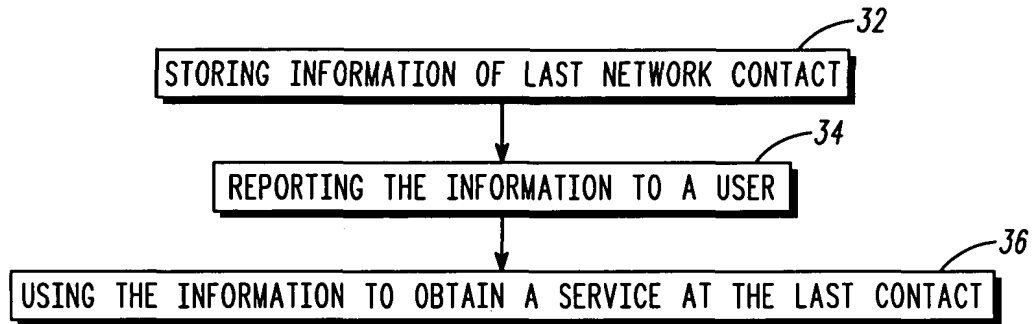 32
STORING INFORMATION OF LAST NETWORK CONTACT
34
REPORTING THE INFORMATION TO A USER
36
USING THE INFORMATION TO OBTAIN A SERVICE AT THE LAST CONTACT